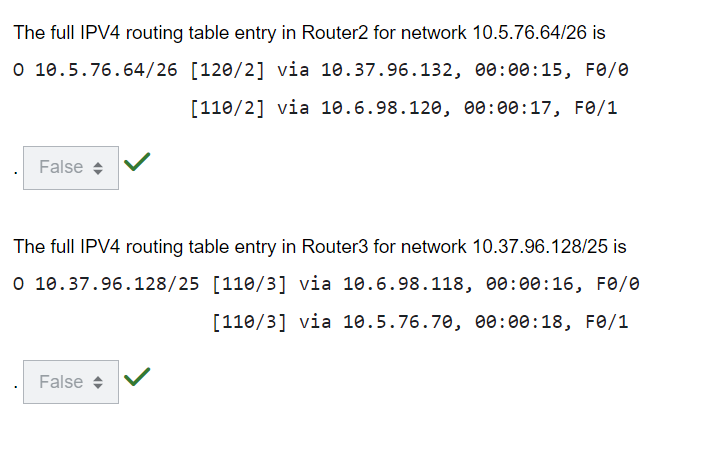 The full IPV4 routing table entry in Router2 for network 10.5.76.64/26 is
O 10.5.76.64/26 [120/2] via 10.37.96.132, 00:00:15, F0/0
[110/2] via 10.6.98.120, 00:00:17, F0/1
. False
The full IPV4 routing table entry in Router3 for network 10.37.96.128/25 is
O 10.37.96.128/25 [110/3] via 10.6.98.118, 00:00:16, F0/0
[110/3] via 10.5.76.70, 00:00:18, F0/1
. False